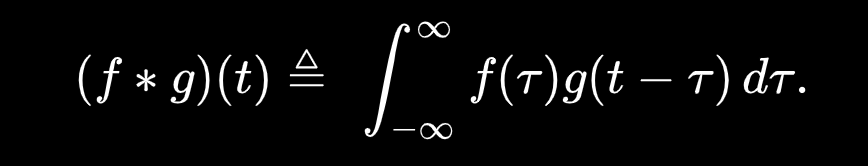 (f ∗ g)(t) ≜ ∫_{−∞}^{∞} f(τ)g(t − τ) dτ.